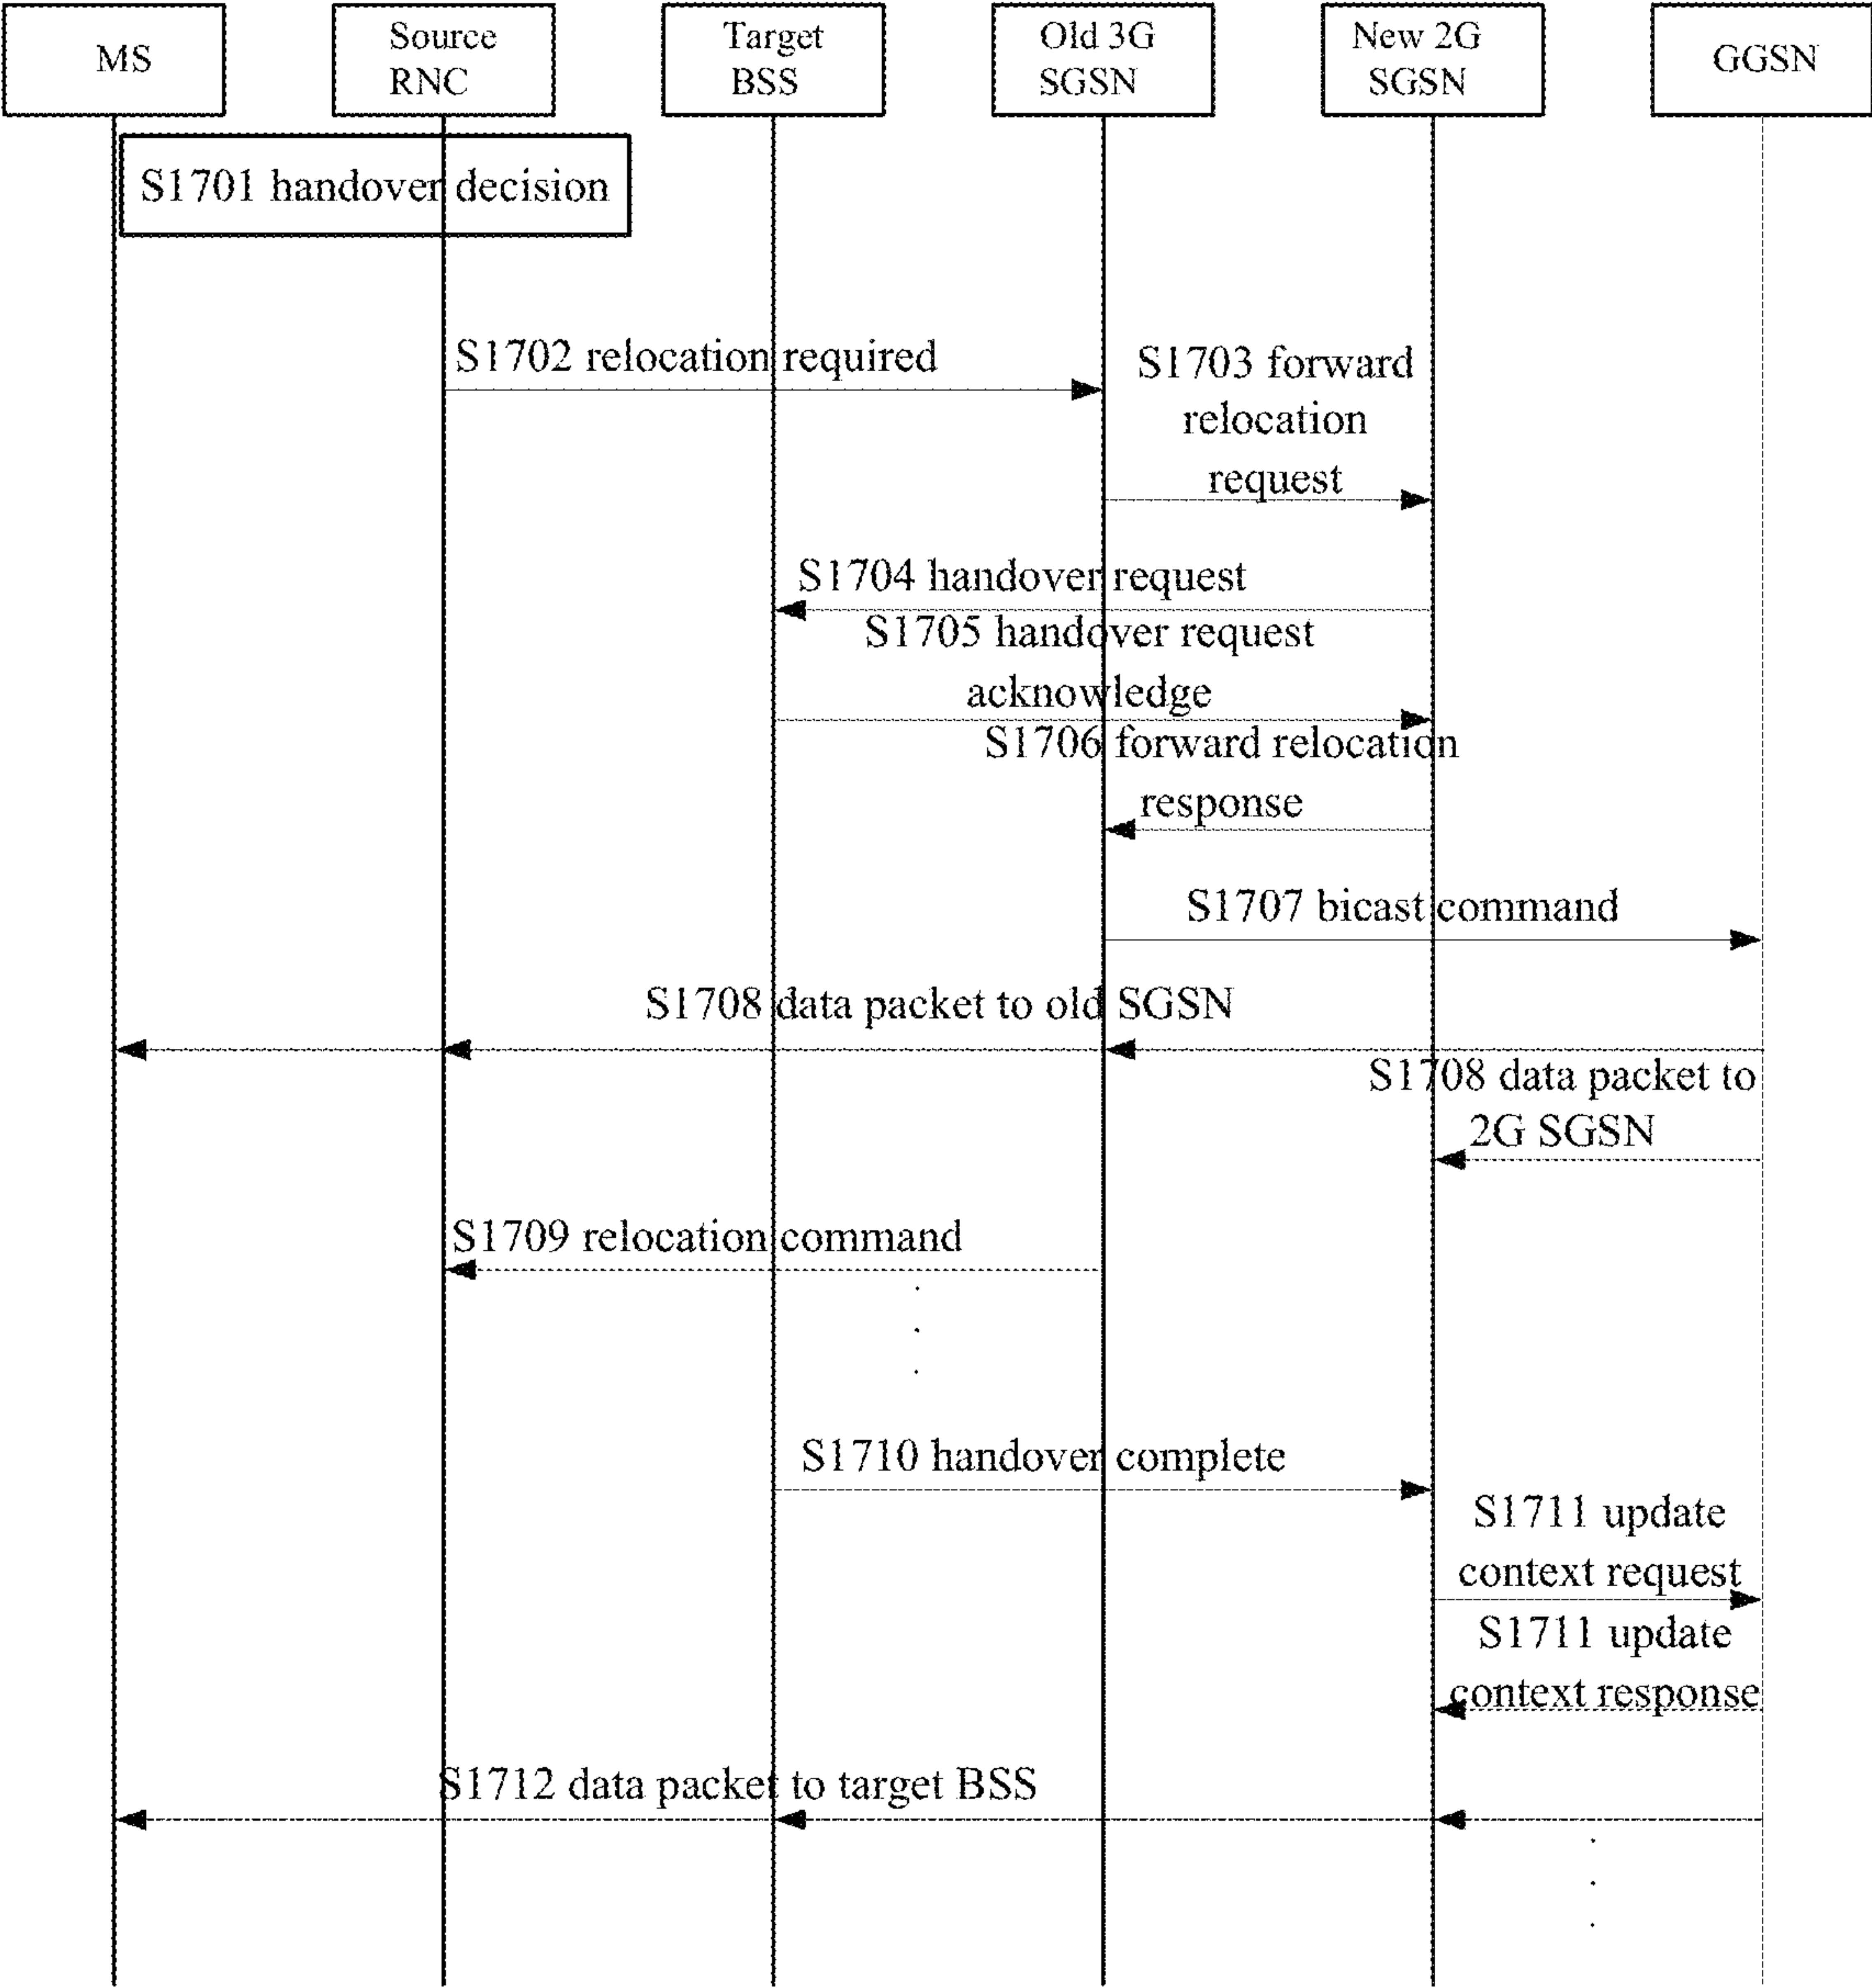 MS
Source
RNC
Target
BSS
Old 3G
SGSN
New 2G
SGSN
GGSN
S1701 handover decision
S1702 relocation required
S1703 forward
relocation
request
S1704 handover request
S1705 handover request
acknowledge
S1706 forward relocation
response
S1707 bicast command
S1708 data packet to old SGSN
S1708 data packet to
2G SGSN
S1709 relocation command
S1710 handover complete
S1711 update
context request
S1711 update
context response
S1712 data packet to target BSS